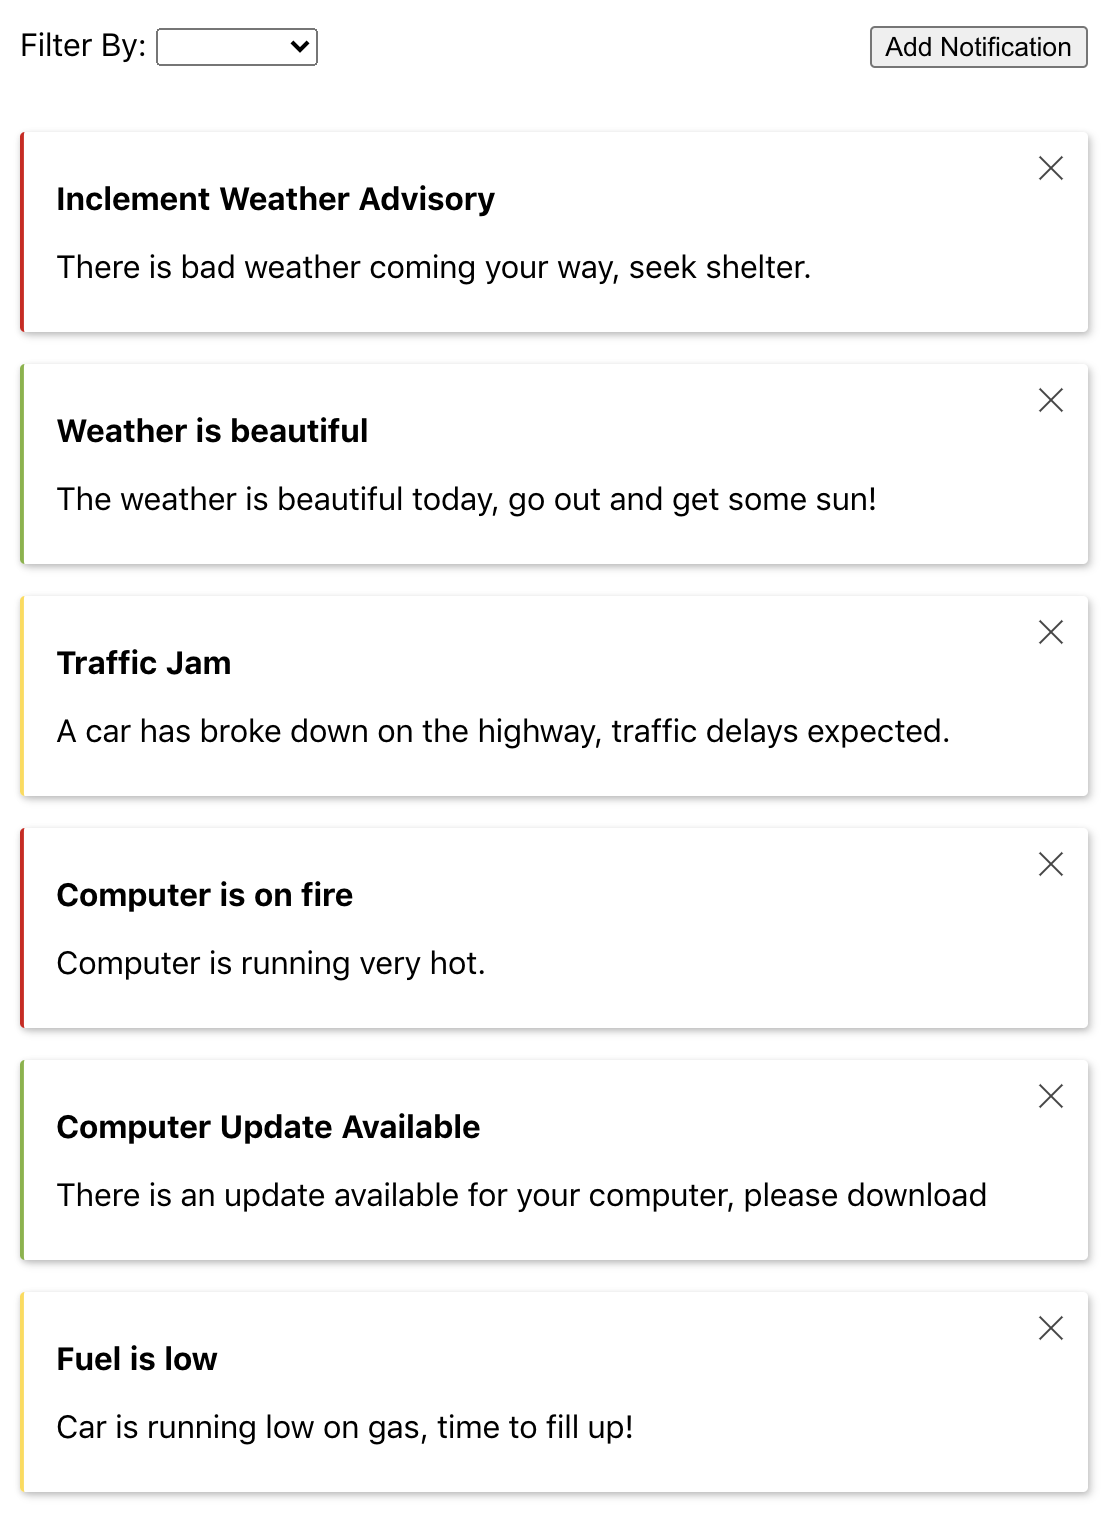 Filter By:
Add Notification
Inclement Weather Advisory
There is bad weather coming your way, seek shelter.
Weather is beautiful
The weather is beautiful today, go out and get some sun!
Traffic Jam
A car has broke down on the highway, traffic delays expected.
Computer is on fire
Computer is running very hot.
Computer Update Available
There is an update available for your computer, please download
Fuel is low
Car is running low on gas, time to fill up!